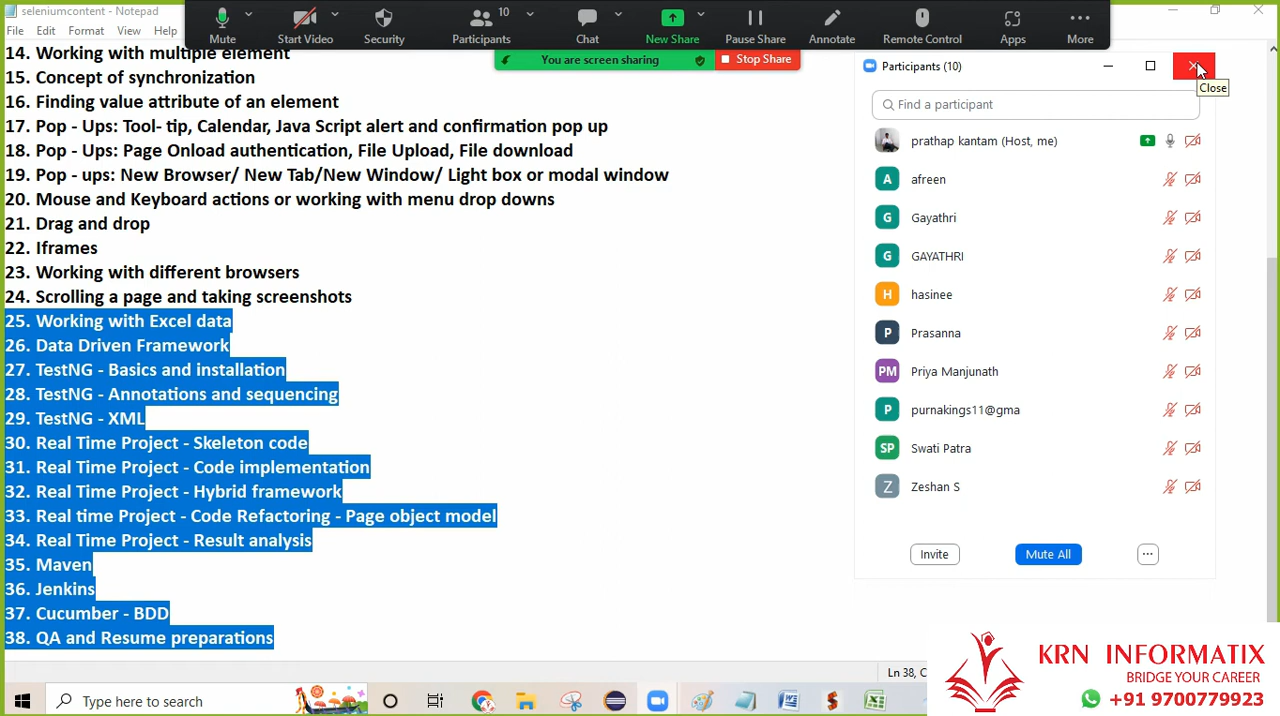 seleniumcontent - Notepad
File Edit Format View Help
Mute Start Video Security Participants 10 Chat New Share Pause Share Annotate Remote Control Apps More
You are screen sharing Stop Share
14. Working with multiple element
15. Concept of synchronization
16. Finding value attribute of an element
17. Pop - Ups: Tool- tip, Calendar, Java Script alert and confirmation pop up
18. Pop - Ups: Page Onload authentication, File Upload, File download
19. Pop - ups: New Browser/ New Tab/New Window/ Light box or modal window
20. Mouse and Keyboard actions or working with menu drop downs
21. Drag and drop
22. Iframes
23. Working with different browsers
24. Scrolling a page and taking screenshots
25. Working with Excel data
26. Data Driven Framework
27. TestNG - Basics and installation
28. TestNG - Annotations and sequencing
29. TestNG - XML
30. Real Time Project - Skeleton code
31. Real Time Project - Code implementation
32. Real Time Project - Hybrid framework
33. Real time Project - Code Refactoring - Page object model
34. Real Time Project - Result analysis
35. Maven
36. Jenkins
37. Cucumber - BDD
38. QA and Resume preparations
Participants (10)
Close
Find a participant
prathap kantam (Host, me)
A afreen
G Gayathri
G GAYATHRI
H hasinee
P Prasanna
PM Priya Manjunath
P purnakings11@gma
SP Swati Patra
Z Zeshan S
Invite Mute All ...
Ln 38, C
Type here to search
KRN INFORMATIX
BRIDGE YOUR CAREER
+91 9700779923